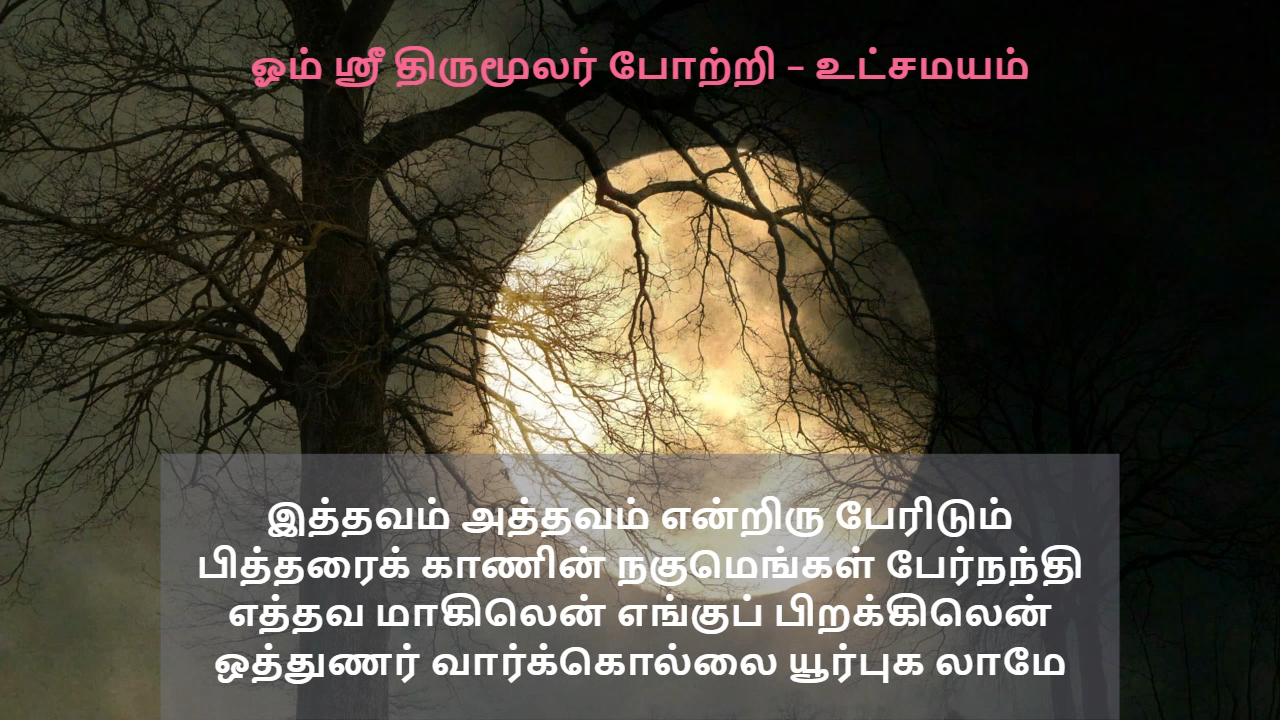 ஓம் ஸ்ரீ திருமூலர் போற்றி – உட்சமயம்
இத்தவம் அத்தவம் என்றிரு பேரிடும்
பித்தரைக் காணின் நகுமெங்கள் பேர்நந்தி
எத்தவ மாகிலென் எங்குப் பிறக்கிலென்
ஒத்துணர் வார்க்கொல்லை யூர்புக லாமே